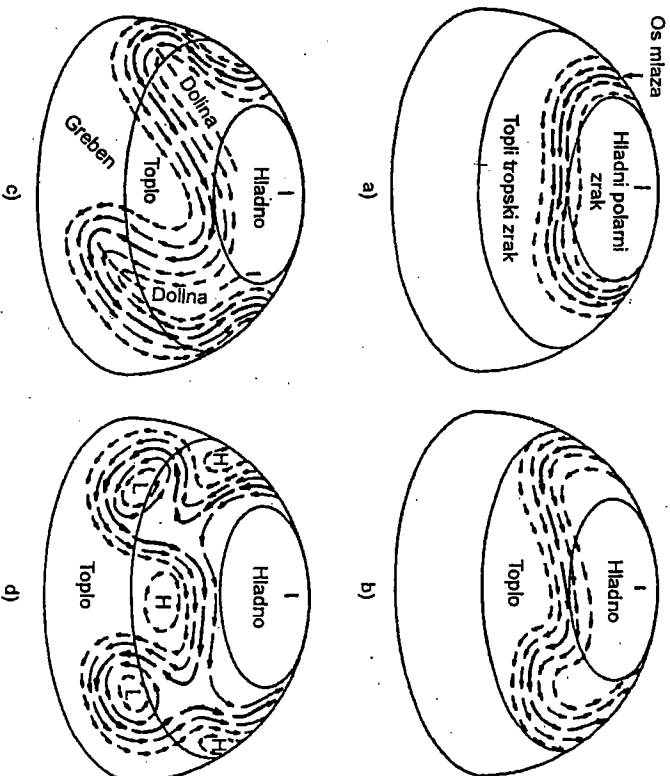 Os mlaza
Hladni polarni
zrak
Topli tropski zrak
a)
Hladno
Toplo
b)
Hladno
Dolina
Toplo
Greben
Dolina
c)
Hladno
H
L
H
L
H
Toplo
d)